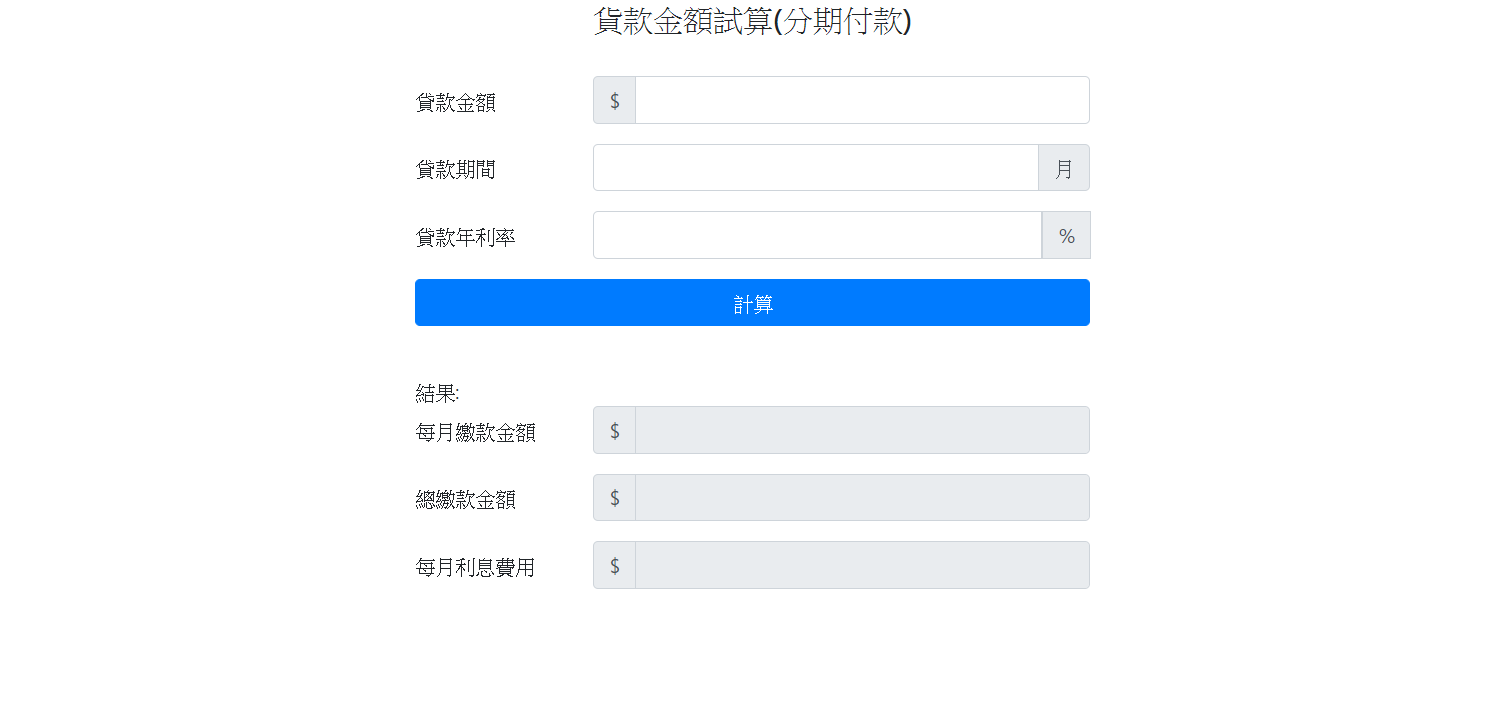 貨款金額試算(分期付款)
貸款金額 $
貸款期間 月
貸款年利率 %
計算
結果:
每月繳款金額 $
總繳款金額 $
每月利息費用 $